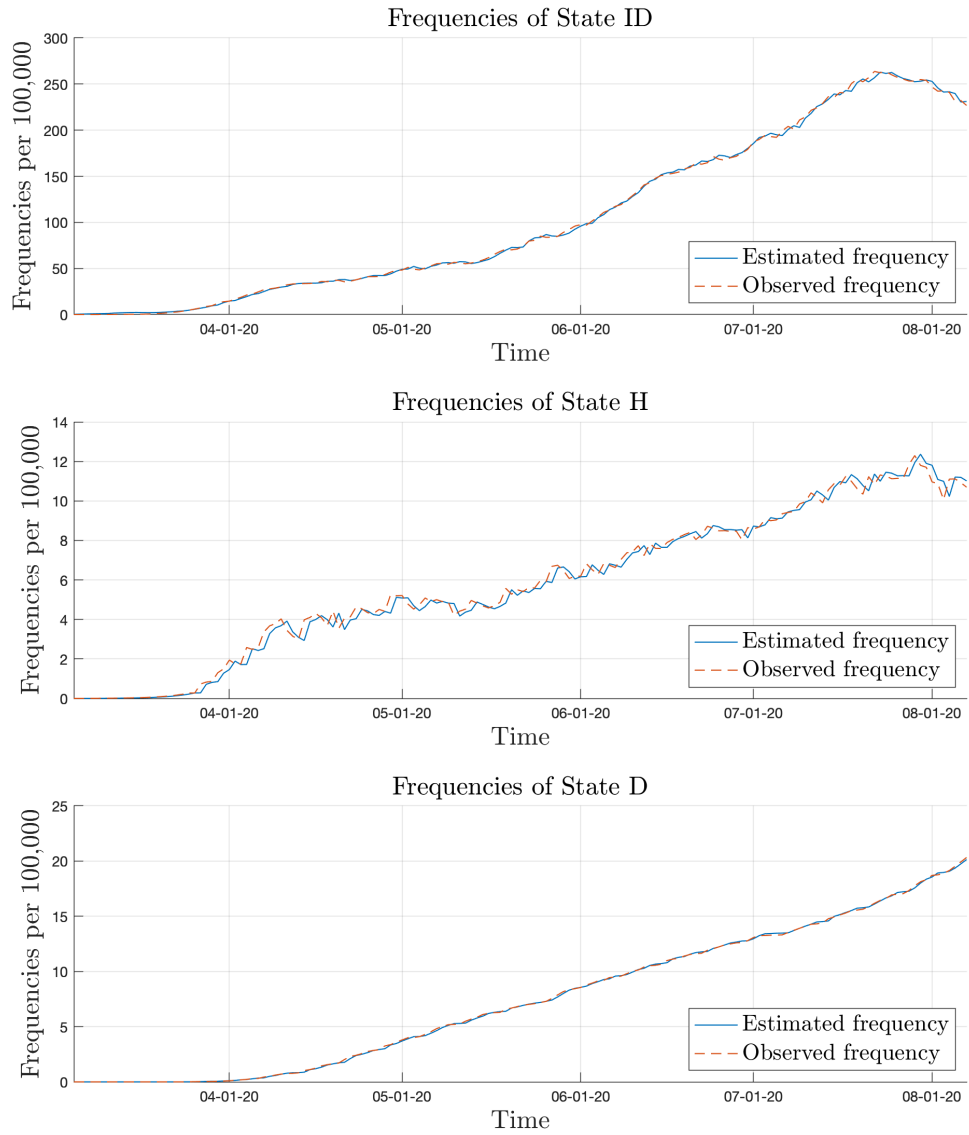 Frequencies of State ID
Frequencies per 100,000
300
250
200
150
100
50
0
04-01-20 05-01-20 06-01-20 07-01-20 08-01-20
Time
Estimated frequency
Observed frequency
Frequencies of State H
Frequencies per 100,000
14
12
10
8
6
4
2
0
04-01-20 05-01-20 06-01-20 07-01-20 08-01-20
Time
Estimated frequency
Observed frequency
Frequencies of State D
Frequencies per 100,000
25
20
15
10
5
0
04-01-20 05-01-20 06-01-20 07-01-20 08-01-20
Time
Estimated frequency
Observed frequency